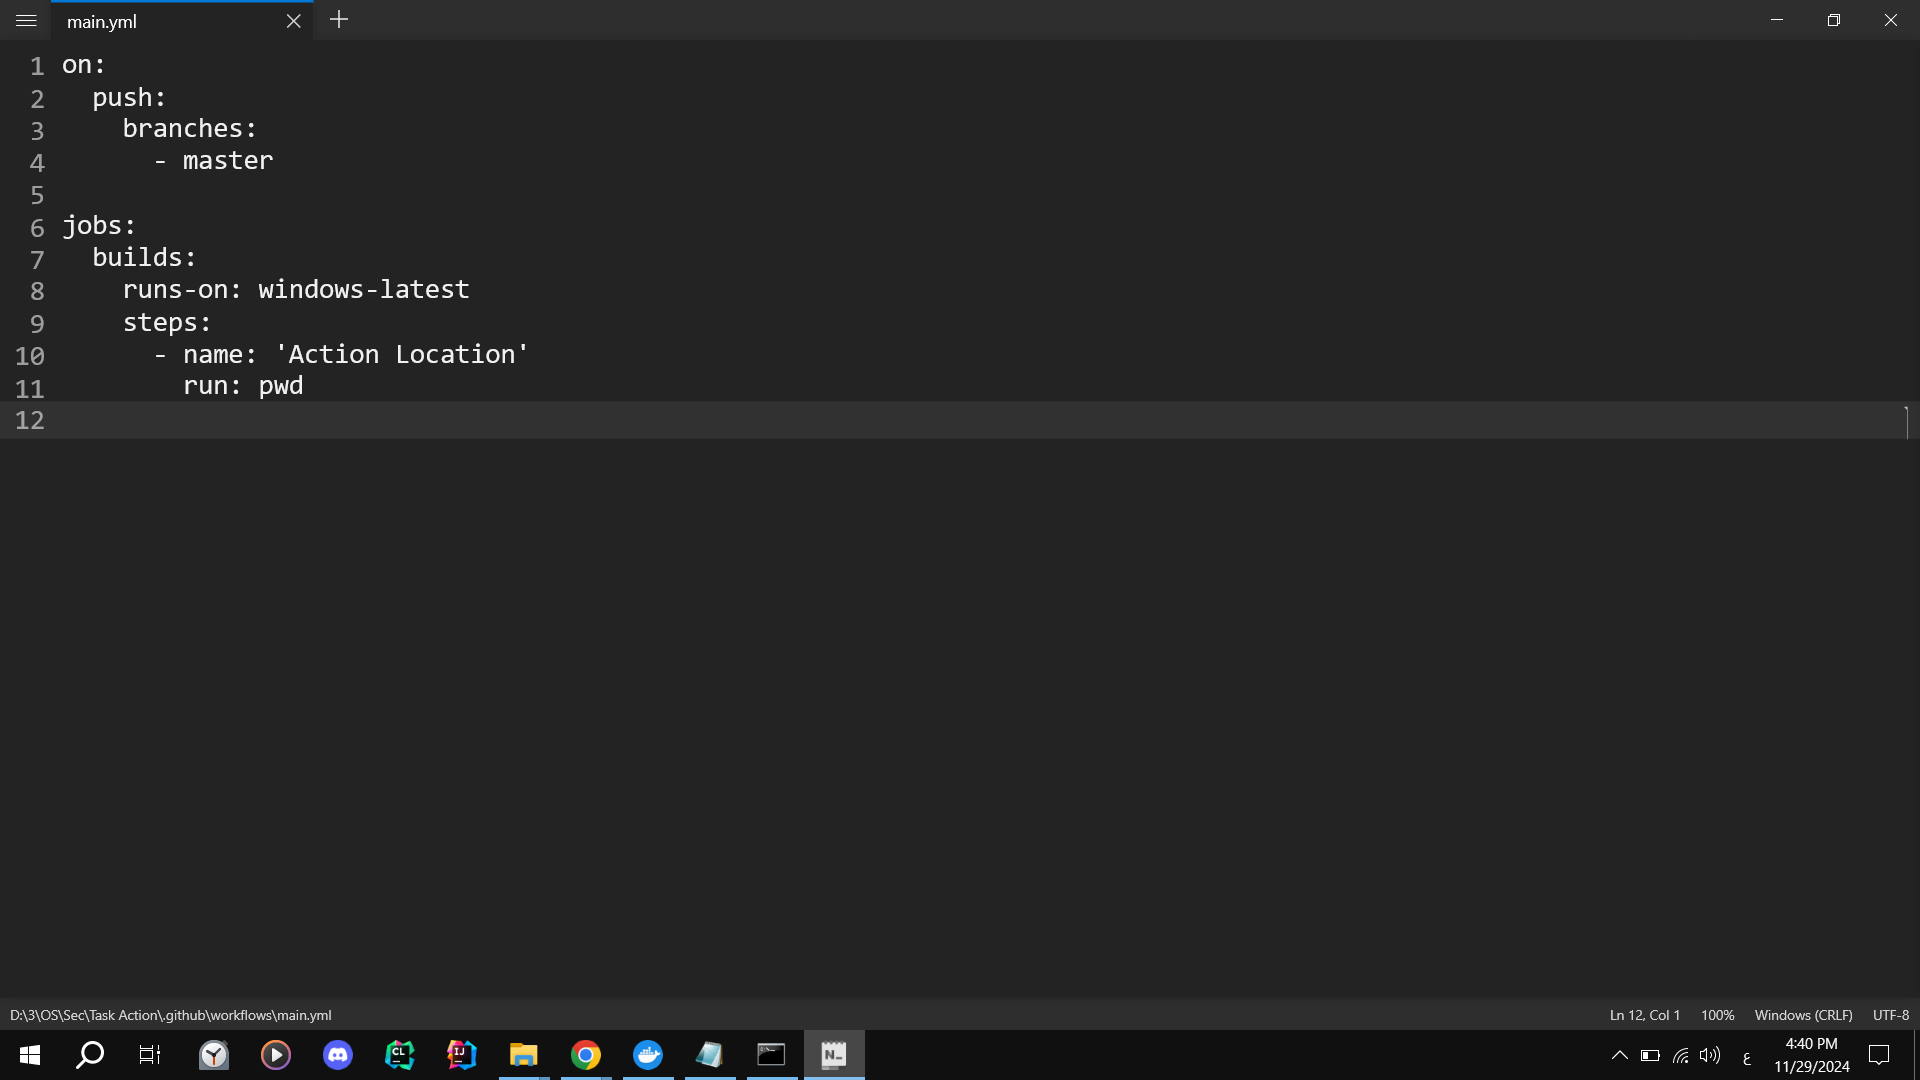 main.yml
1 on:
2   push:
3     branches:
4       - master
5
6 jobs:
7   builds:
8     runs-on: windows-latest
9     steps:
10       - name: 'Action Location'
11         run: pwd
12
D:\3\OS\Sec\Task Action\.github\workflows\main.yml
Ln 12, Col 1
100%
Windows (CRLF)
UTF-8
CL
IJ
N
ع
4:40 PM
11/29/2024